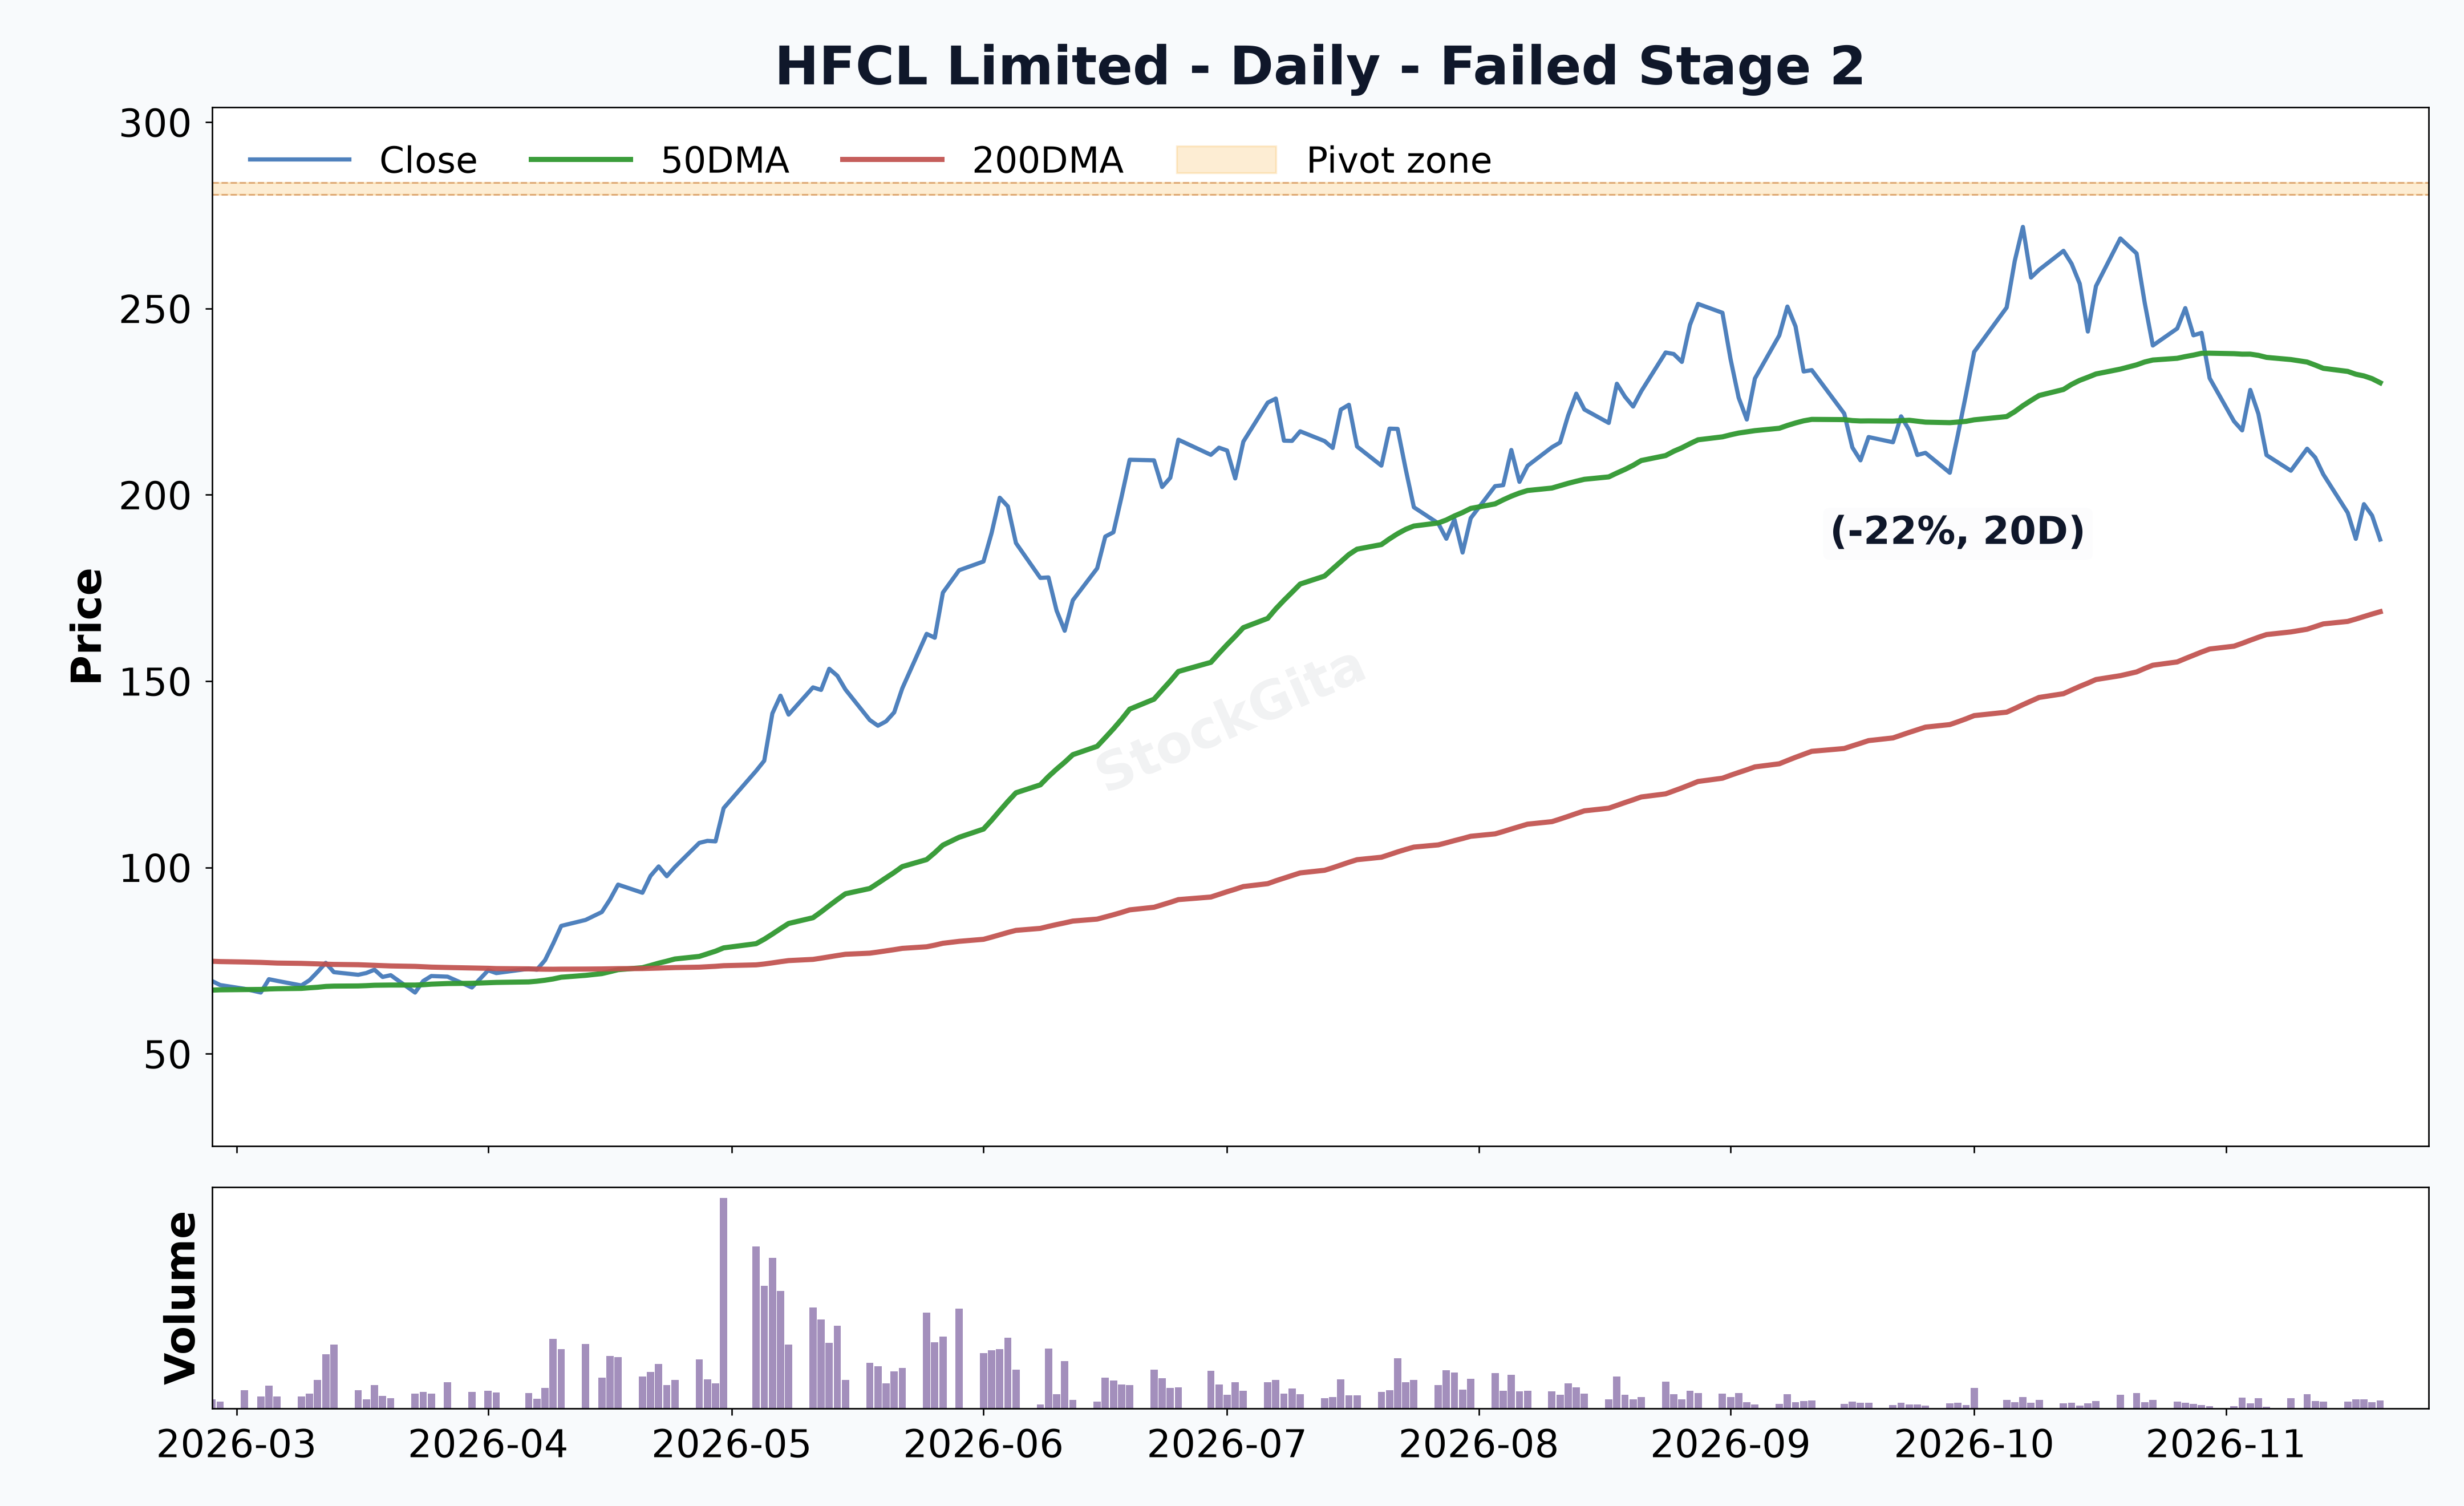 HFCL Limited - Daily - Failed Stage 2
Close 50DMA 200DMA Pivot zone
300
250
200
150
100
50
Price
(-22%, 20D)
StockGita
Volume
2026-03 2026-04 2026-05 2026-06 2026-07 2026-08 2026-09 2026-10 2026-11